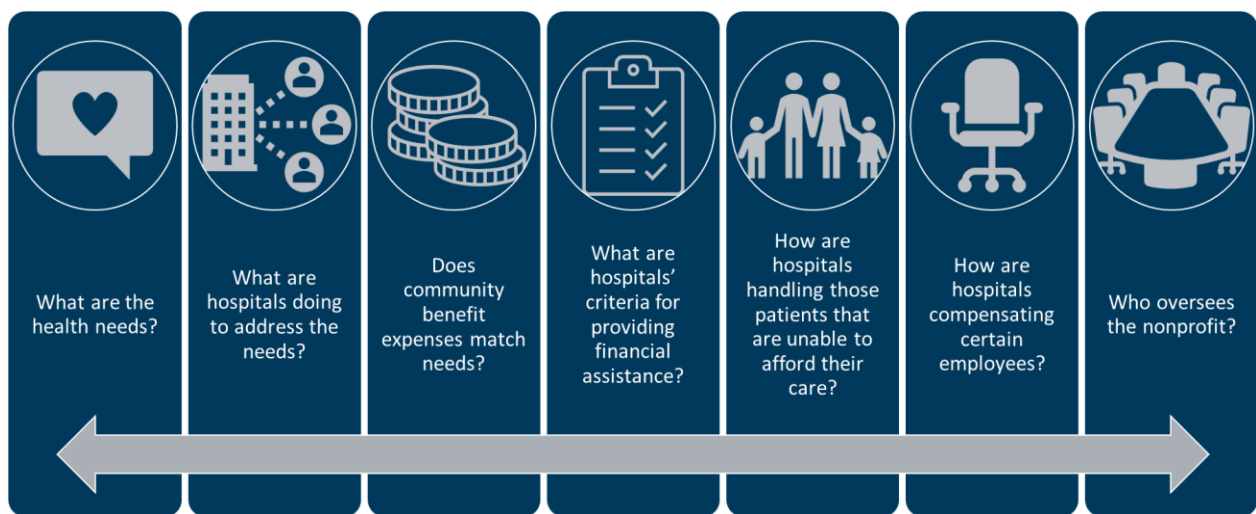 What are the
health needs?
What are
hospitals doing
to address the
needs?
Does
community
benefit
expenses match
needs?
What are
hospitals’
criteria for
providing
financial
assistance?
How are
hospitals
handling those
patients that
are unable to
afford their
care?
How are
hospitals
compensating
certain
employees?
Who oversees
the nonprofit?